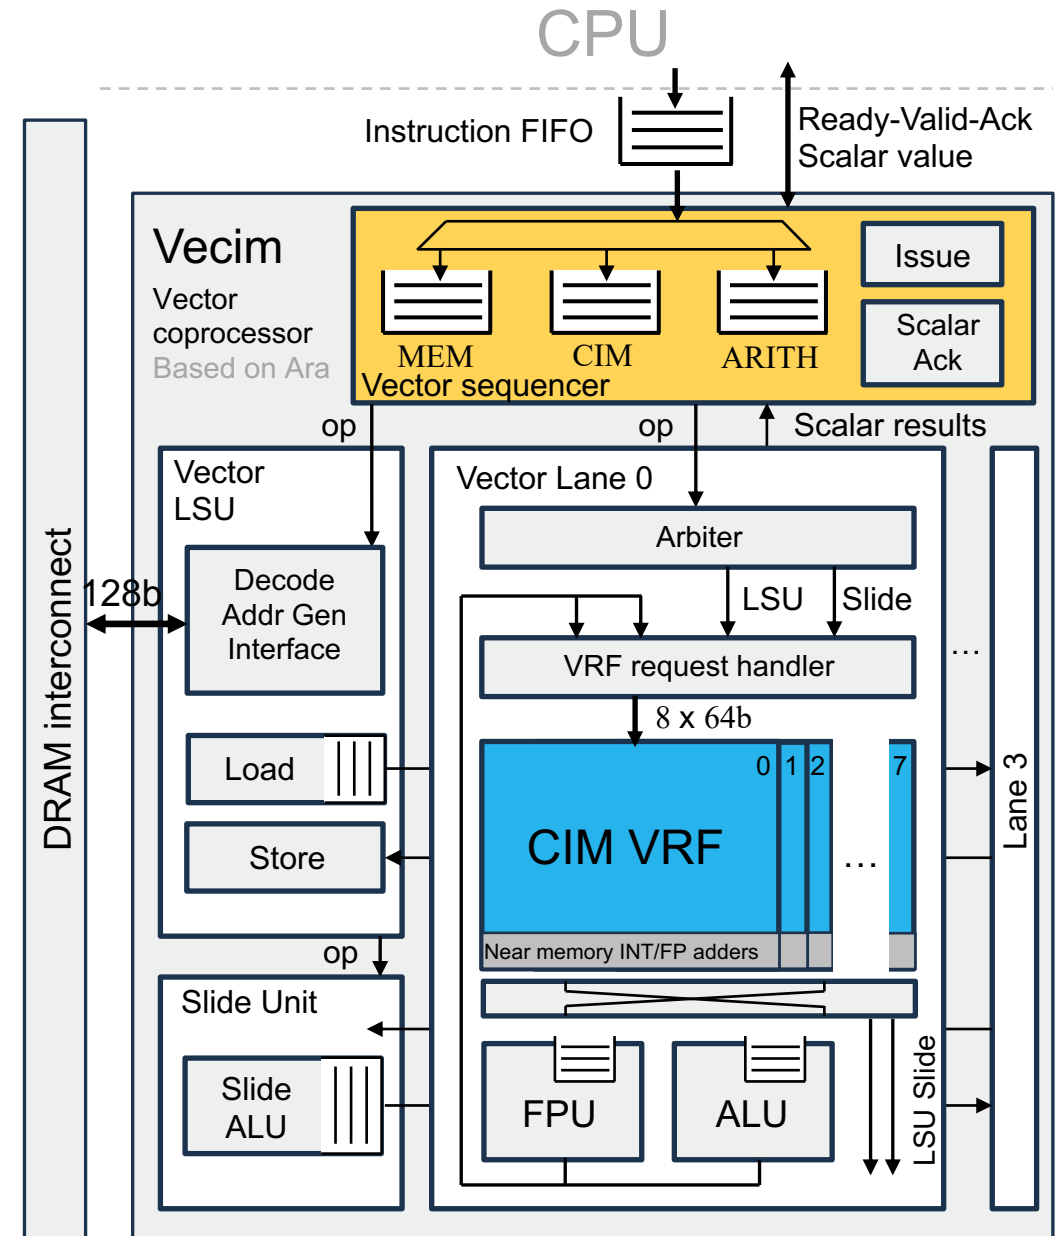 CPU
Instruction FIFO
Ready-Valid-Ack
Scalar value
Vecim
Vector
coprocessor
Based on Ara
MEM
CIM
ARITH
Issue
Scalar
Ack
Vector sequencer
op
op
Scalar results
Vector
LSU
Decode
Addr Gen
Interface
128b
DRAM interconnect
Load
Store
op
Slide Unit
Slide
ALU
Vector Lane 0
Arbiter
LSU
Slide
VRF request handler
8 x 64b
0
1
2
7
CIM VRF
…
Near memory INT/FP adders
FPU
ALU
LSU Slide
…
Lane 3